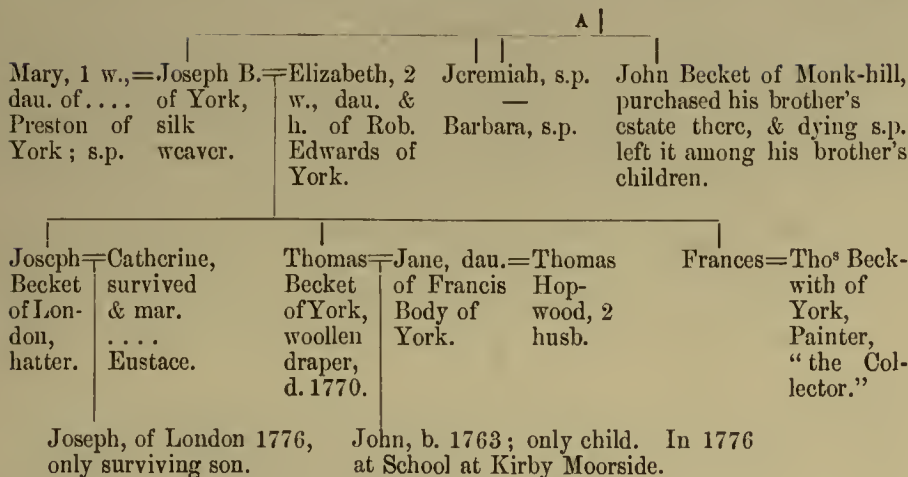 A
Mary, 1 w.,=Joseph B.=Elizabeth, 2 Jeremiah, s.p. John Becket of Monk-hill,
dau. of.... of York, w., dau. & — purchased his brother's
Preston of silk h. of Rob. Barbara, s.p. estate there, & dying s.p.
York; s.p. weaver. Edwards of left it among his brother's
York. children.
Joseph=Catherine, Thomas=Jane, dau.=Thomas Frances=Thoˢ Beck-
Becket survived Becket of Francis Hop- with of
of Lon- & mar. of York, Body of wood, 2 York,
don, .... woollen York. husb. Painter,
hatter. Eustace. draper, "the Col-
d. 1770. lector."
Joseph, of London 1776, John, b. 1763; only child. In 1776
only surviving son. at School at Kirby Moorside.